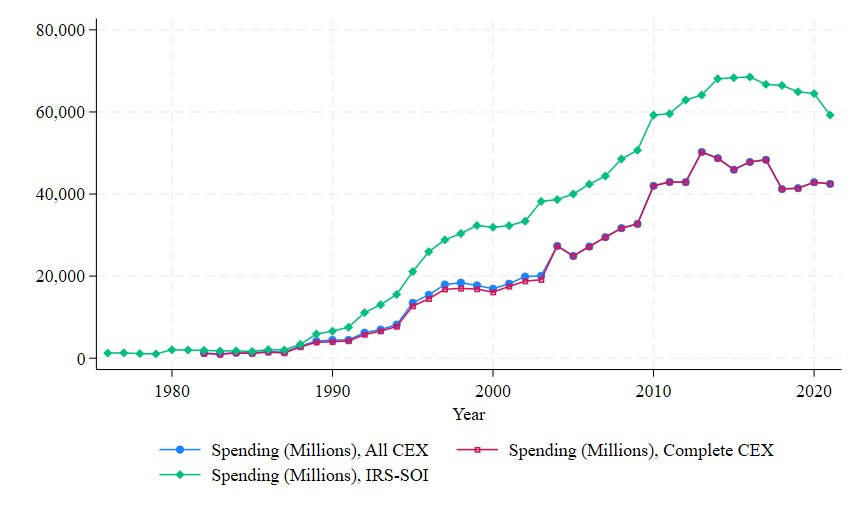 80,000
60,000
40,000
20,000
0
1980 1990 2000 2010 2020
Year
Spending (Millions), All CEX Spending (Millions), Complete CEX
Spending (Millions), IRS-SOI